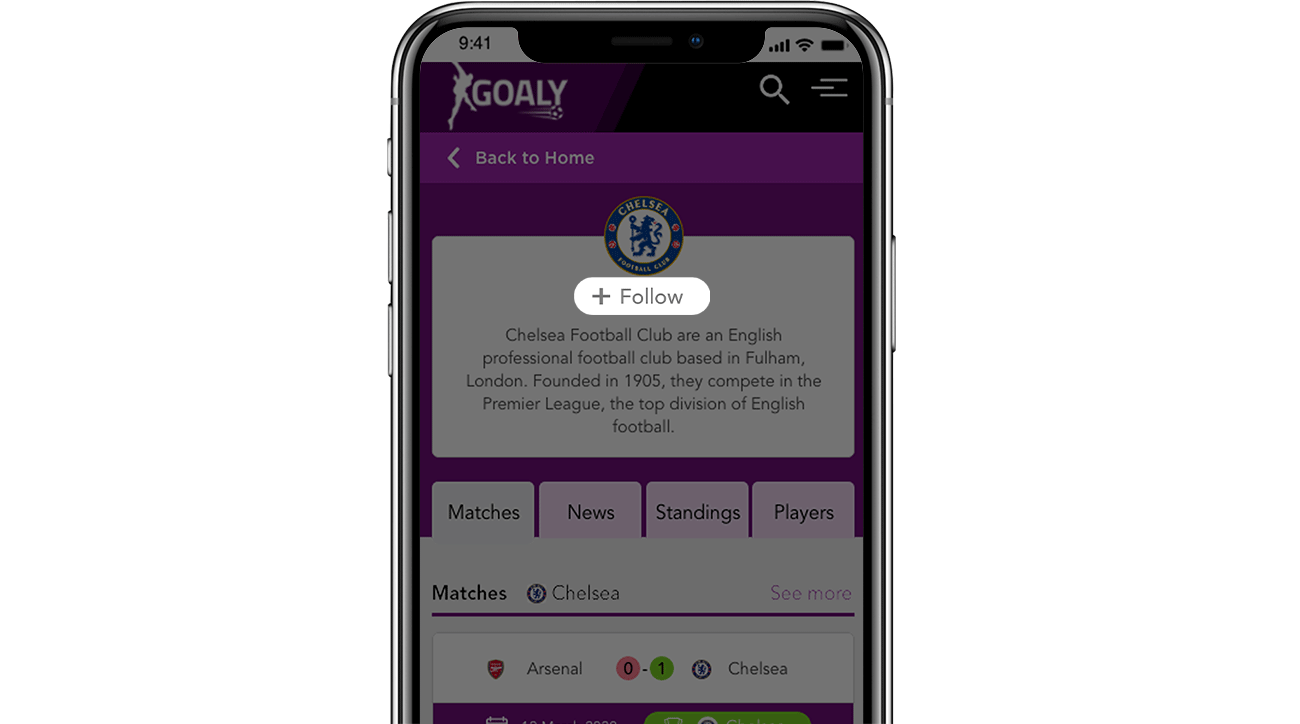 9:41
GOALY
Back to Home
CHELSEA
FOOTBALL CLUB
+ Follow
Chelsea Football Club are an English
professional football club based in Fulham,
London. Founded in 1905, they compete in the
Premier League, the top division of English
football.
Matches News Standings Players
Matches Chelsea See more
Arsenal 0 - 1 Chelsea
Chelsea